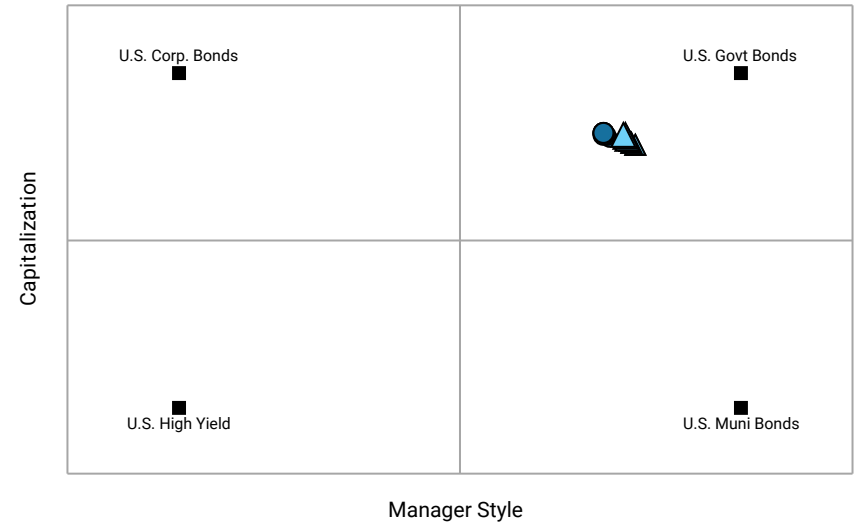 U.S. Corp. Bonds
U.S. Govt Bonds
Capitalization
U.S. High Yield
U.S. Muni Bonds
Manager Style